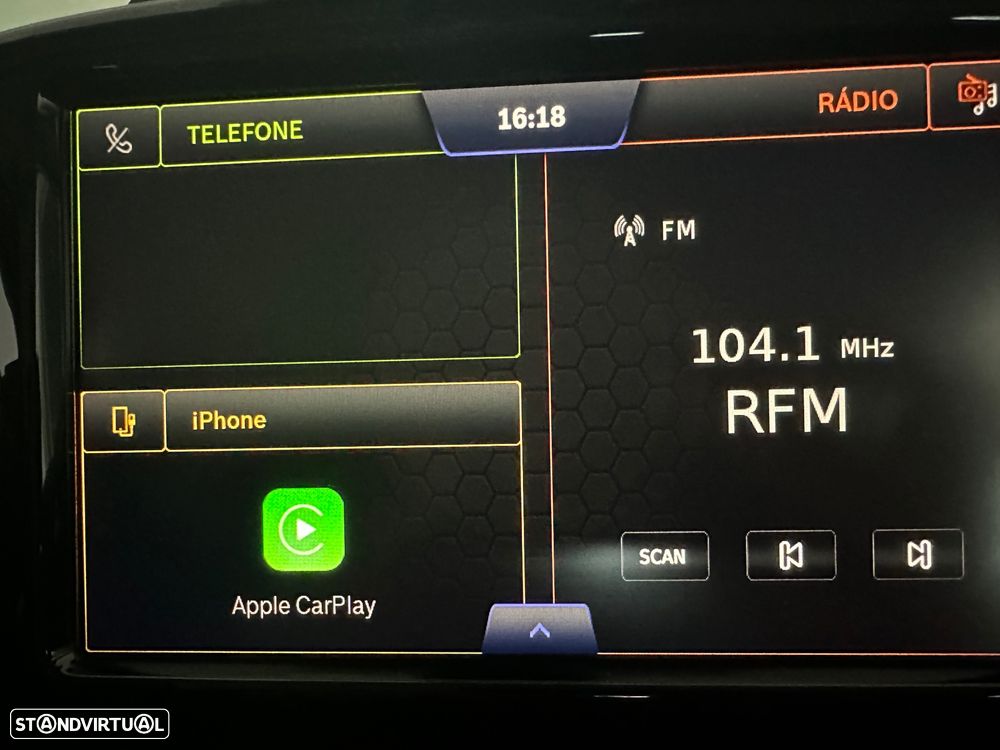 TELEFONE
16:18
RÁDIO
FM
104.1 MHz
RFM
iPhone
SCAN
Apple CarPlay
STANDVIRTUAL